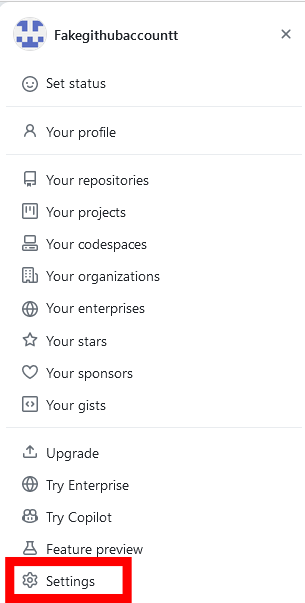 Fakegithubaccountt
Set status
Your profile
Your repositories
Your projects
Your codespaces
Your organizations
Your enterprises
Your stars
Your sponsors
Your gists
Upgrade
Try Enterprise
Try Copilot
Feature preview
Settings